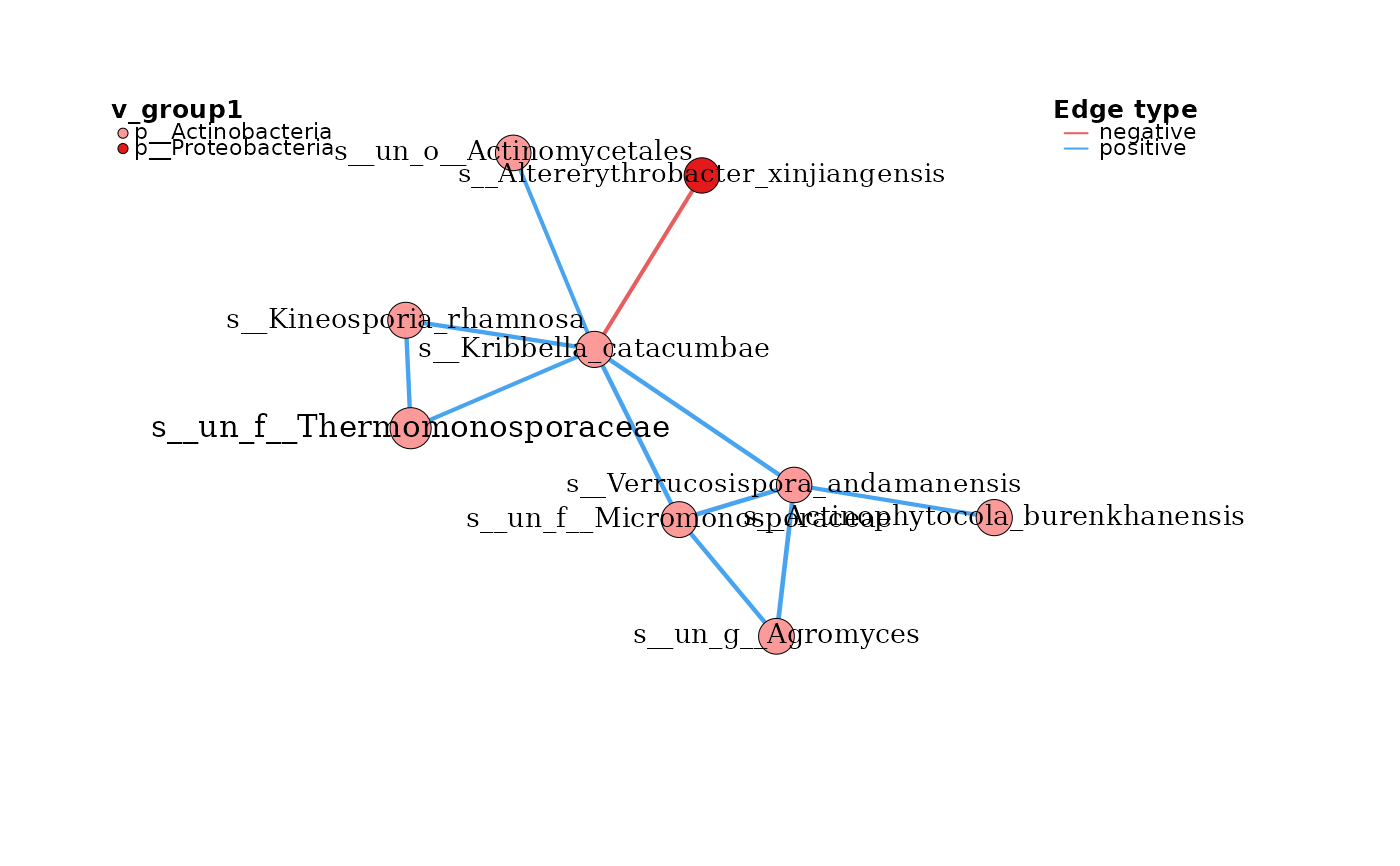 v_group1
p__Actinobacteria
p__Proteobacteria
Edge type
negative
positive
s__un_o__Actinomycetales
s__Altererythrobacter_xinjiangensis
s__Kineosporia_rhamnosa
s__Kribbella_catacumbae
s__un_f__Thermomonosporaceae
s__Verrucosispora_andamanensis
s__un_f__Micromonosporaceae
s__Actinophytocola_burenkhanensis
s__un_g__Agromyces